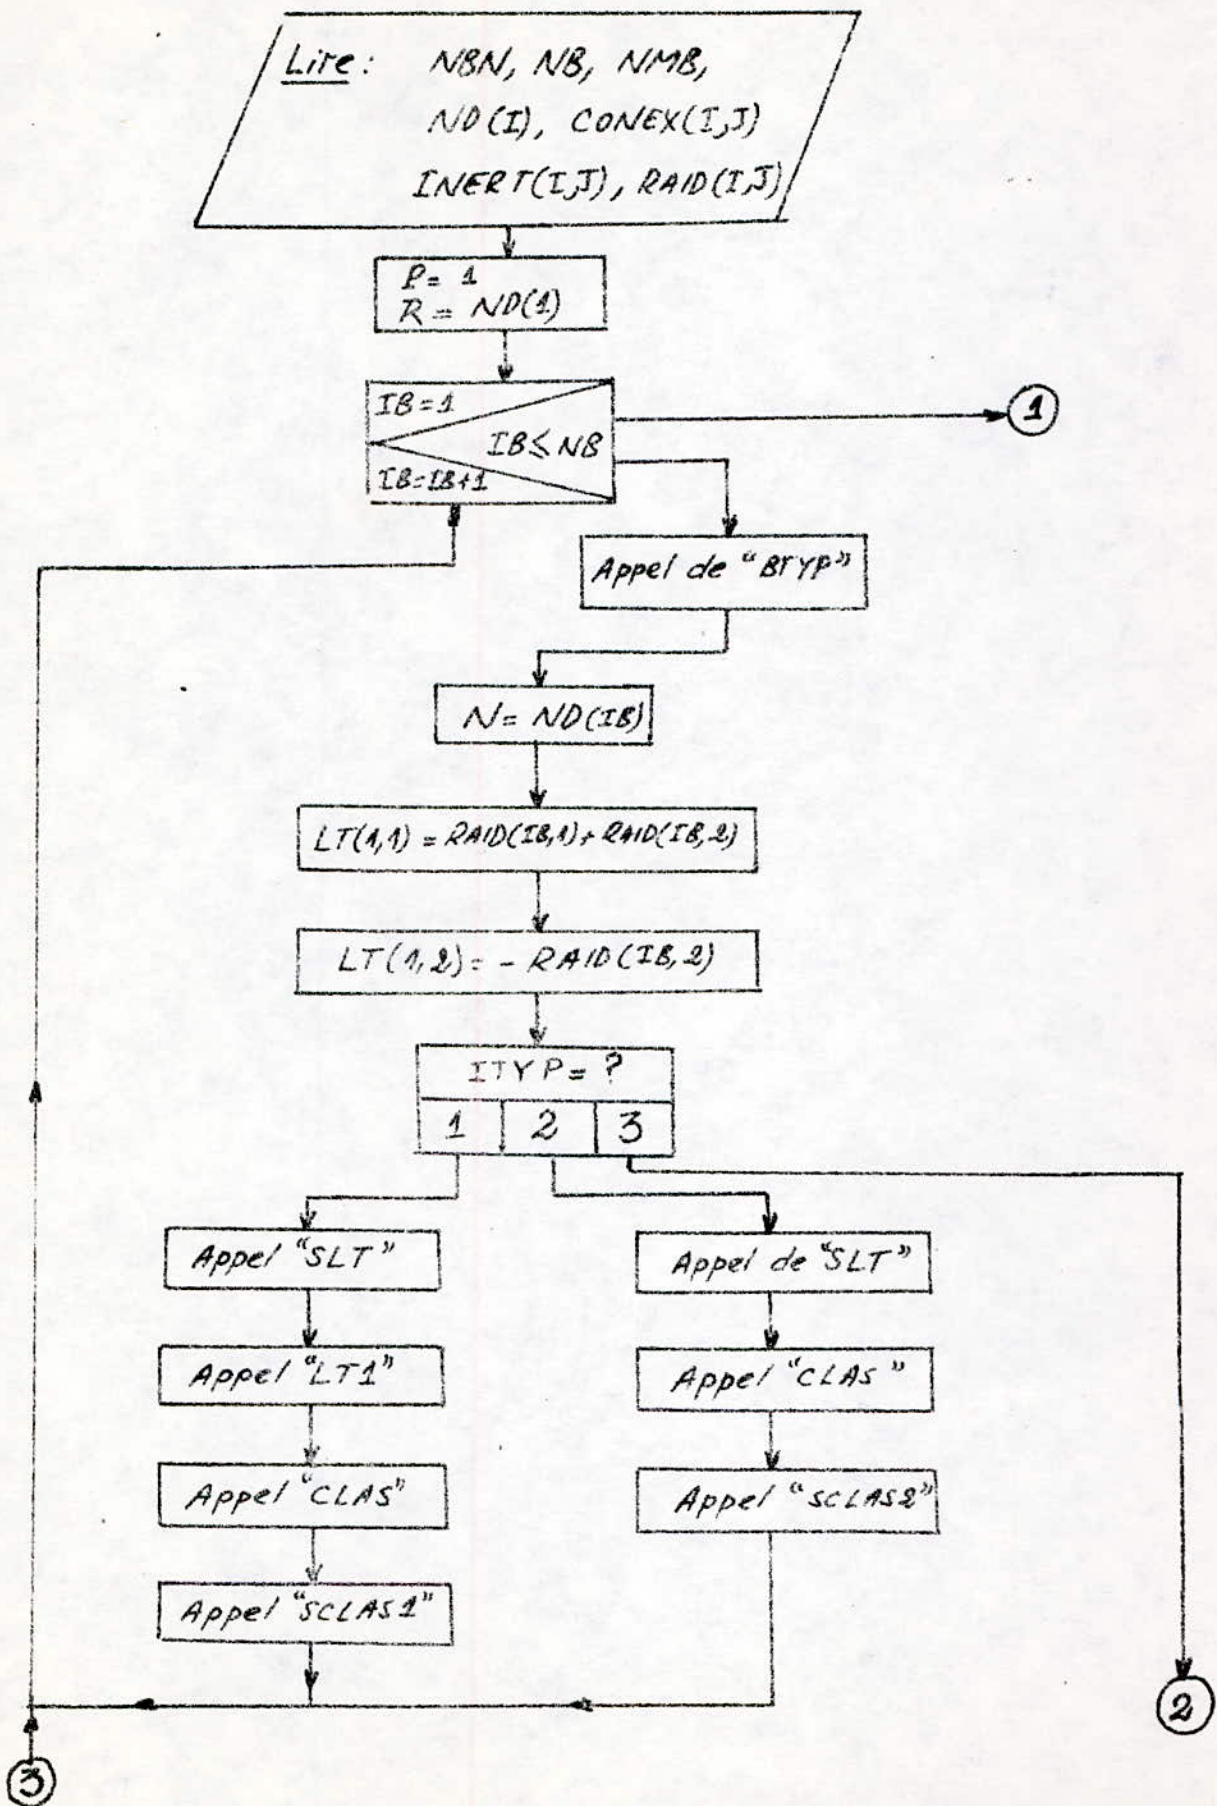 Lire: NBN, NB, NMB,
ND(I), CONEX(I,J)
INERT(I,J), RAID(I,J)
P= 1
R = ND(1)
IB=1
IB≤NB
IB=IB+1
1
Appel de "BTYP"
N= ND(IB)
LT(1,1) = RAID(IB,1)+RAID(IB,2)
LT(1,2)= - RAID(IB,2)
ITYP= ?
1 2 3
Appel "SLT"
Appel de "SLT"
Appel "LT1"
Appel "CLAS"
Appel "CLAS"
Appel "SCLAS2"
Appel "SCLAS1"
2
3